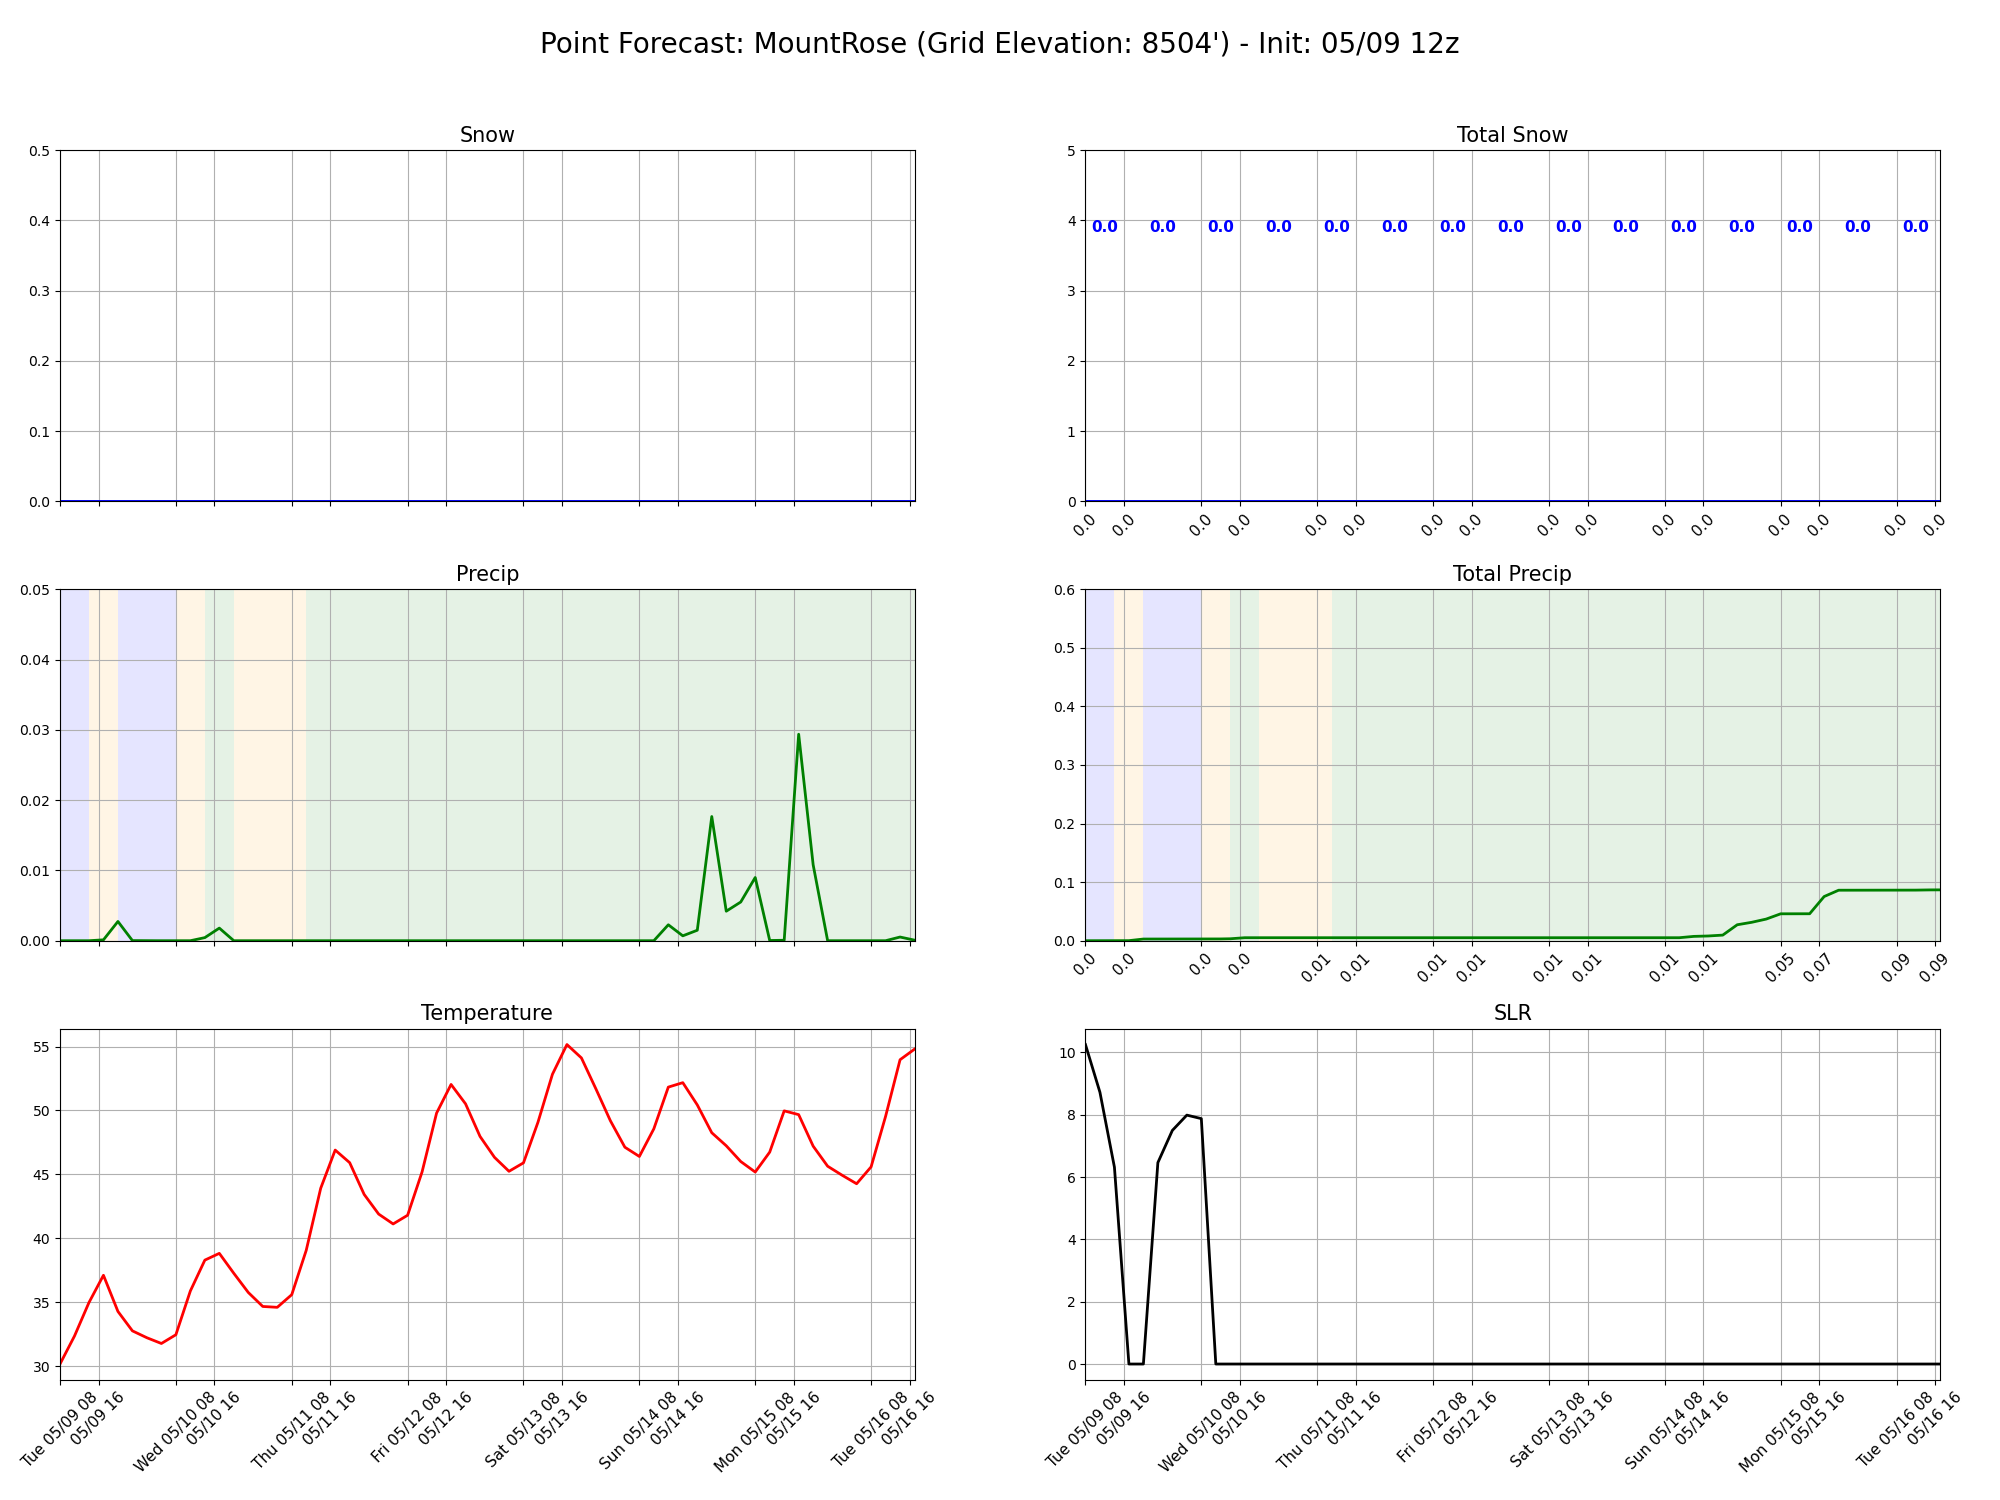 Point Forecast: MountRose (Grid Elevation: 8504') - Init: 05/09 12z
Snow
0.5
0.4
0.3
0.2
0.1
0.0
Total Snow
5
4
3
2
1
0
0.0 0.0 0.0 0.0 0.0 0.0 0.0 0.0 0.0 0.0 0.0 0.0 0.0 0.0 0.0
0.0 0.0 0.0 0.0 0.0 0.0 0.0 0.0 0.0 0.0 0.0 0.0 0.0 0.0 0.0 0.0
Precip
0.05
0.04
0.03
0.02
0.01
0.00
Total Precip
0.6
0.5
0.4
0.3
0.2
0.1
0.0
0.0 0.0 0.0 0.0 0.01 0.01 0.01 0.01 0.01 0.01 0.01 0.01 0.05 0.07 0.09 0.09
Temperature
55
50
45
40
35
30
Tue 05/09 08
05/09 16
Wed 05/10 08
05/10 16
Thu 05/11 08
05/11 16
Fri 05/12 08
05/12 16
Sat 05/13 08
05/13 16
Sun 05/14 08
05/14 16
Mon 05/15 08
05/15 16
Tue 05/16 08
05/16 16
SLR
10
8
6
4
2
0
Tue 05/09 08
05/09 16
Wed 05/10 08
05/10 16
Thu 05/11 08
05/11 16
Fri 05/12 08
05/12 16
Sat 05/13 08
05/13 16
Sun 05/14 08
05/14 16
Mon 05/15 08
05/15 16
Tue 05/16 08
05/16 16